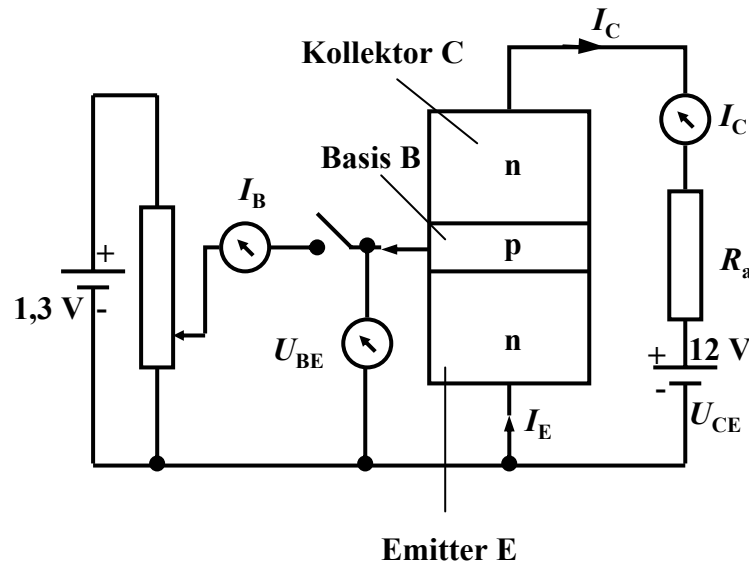 I_C
Kollektor C
I_C
Basis B
n
I_B
p
R_a
+
1,3 V
-
U_BE
n
+
12 V
-
U_CE
I_E
Emitter E